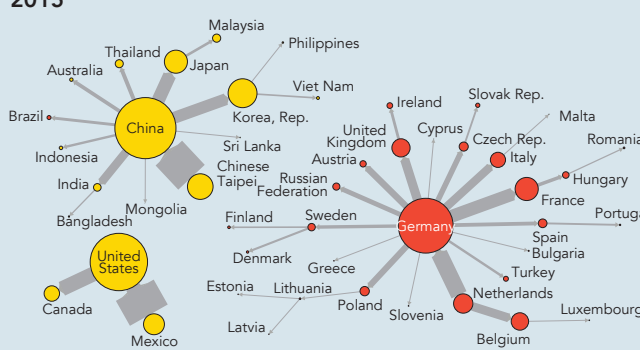 2015
Malaysia
Philippines
Thailand
Japan
Australia
Viet Nam
Slovak Rep.
Ireland
Brazil
China
Korea, Rep.
Malta
United
Kingdom
Cyprus
Czech Rep.
Romania
Sri Lanka
Indonesia
Austria
Italy
Chinese
Taipei
Hungary
India
Russian
Federation
France
Mongolia
Bangladesh
Finland
Sweden
Germany
Portuga
Spain
Bulgaria
United
States
Denmark
Greece
Turkey
Estonia
Lithuania
Poland
Netherlands
Canada
Slovenia
Luxembourg
Latvia
Mexico
Belgium